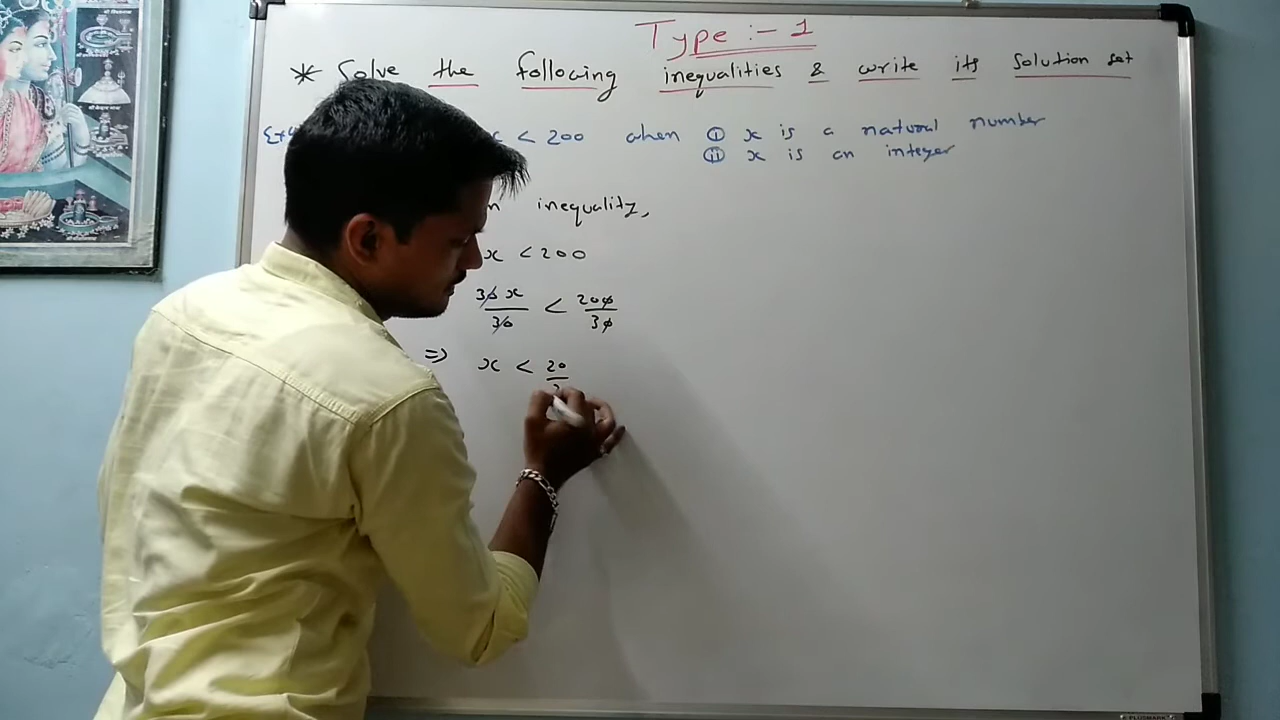 Type :- 1
* Solve the following inequalities & write its Solution set
x < 200 when ① x is a natural number
② x is an integer
inequality,
x < 200
30x/30 < 200/30
⇒ x < 20/3